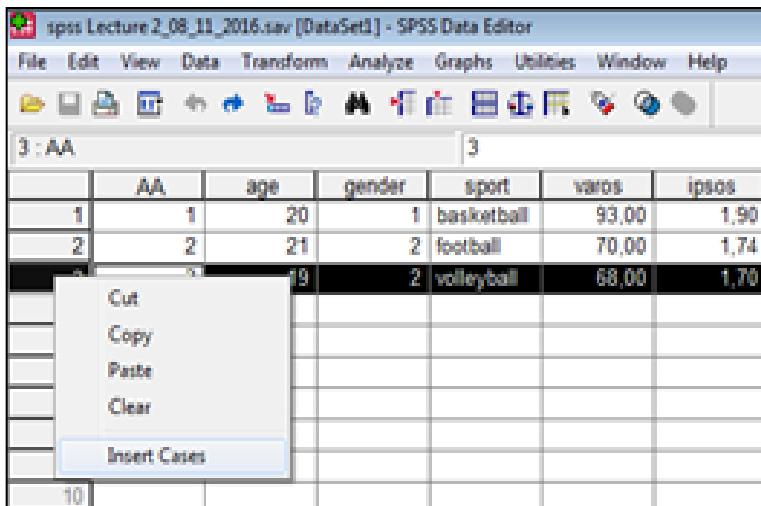 spss Lecture 2_08_11_2016.sav [DataSet1] - SPSS Data Editor
File Edit View Data Transform Analyze Graphs Utilities Window Help
3 : AA 3
AA age gender sport varos ipsos
1 1 20 1 basketball 93,00 1,90
2 2 21 2 football 70,00 1,74
19 2 volleyball 68,00 1,70
Cut
Copy
Paste
Clear
Insert Cases
10